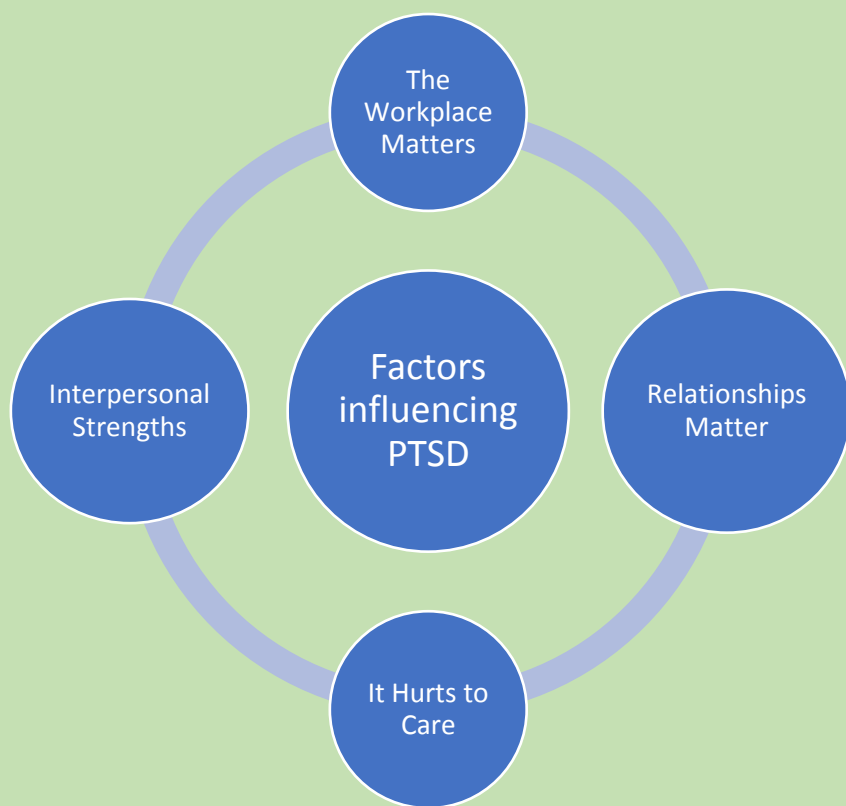 The
Workplace
Matters
Factors
influencing
PTSD
Interpersonal
Strengths
Relationships
Matter
It Hurts to
Care